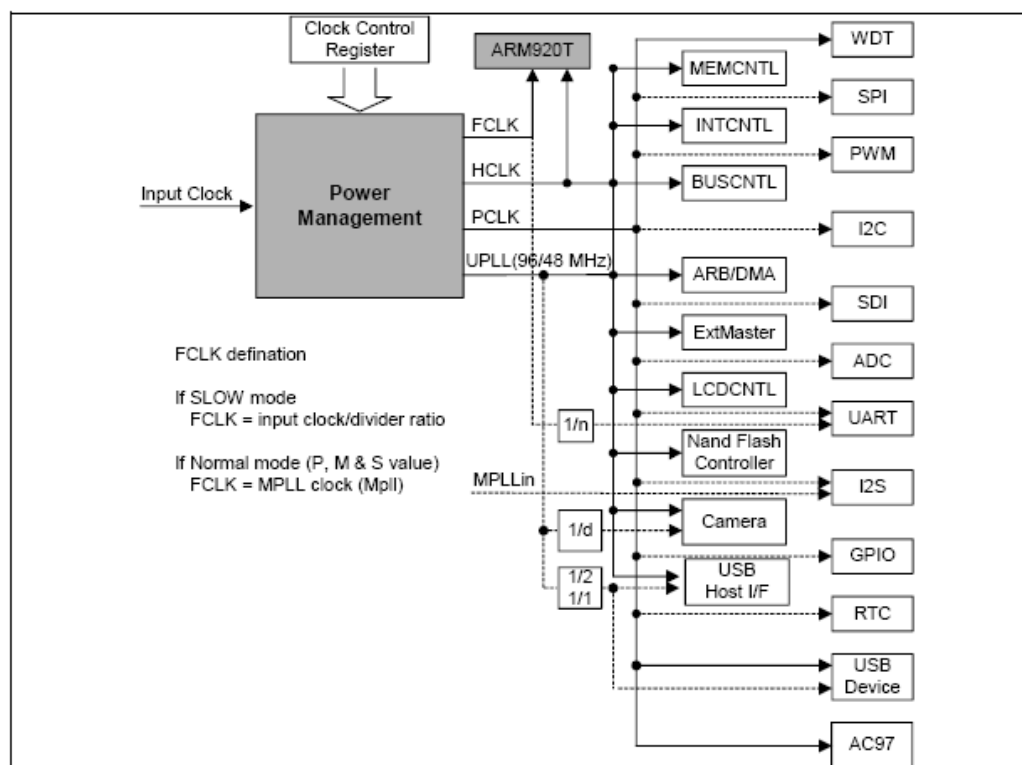 Clock Control
Register
ARM920T
WDT
MEMCNTL
SPI
FCLK
INTCNTL
PWM
HCLK
BUSCNTL
Input Clock
Power
Management
PCLK
I2C
UPLL(96/48 MHz)
ARB/DMA
SDI
ExtMaster
FCLK defination
ADC
If SLOW mode
LCDCNTL
FCLK = input clock/divider ratio
1/n
UART
Nand Flash
Controller
If Normal mode (P, M & S value)
FCLK = MPLL clock (Mpll)
MPLLin
I2S
1/d
Camera
GPIO
1/2
1/1
USB
Host I/F
RTC
USB
Device
AC97